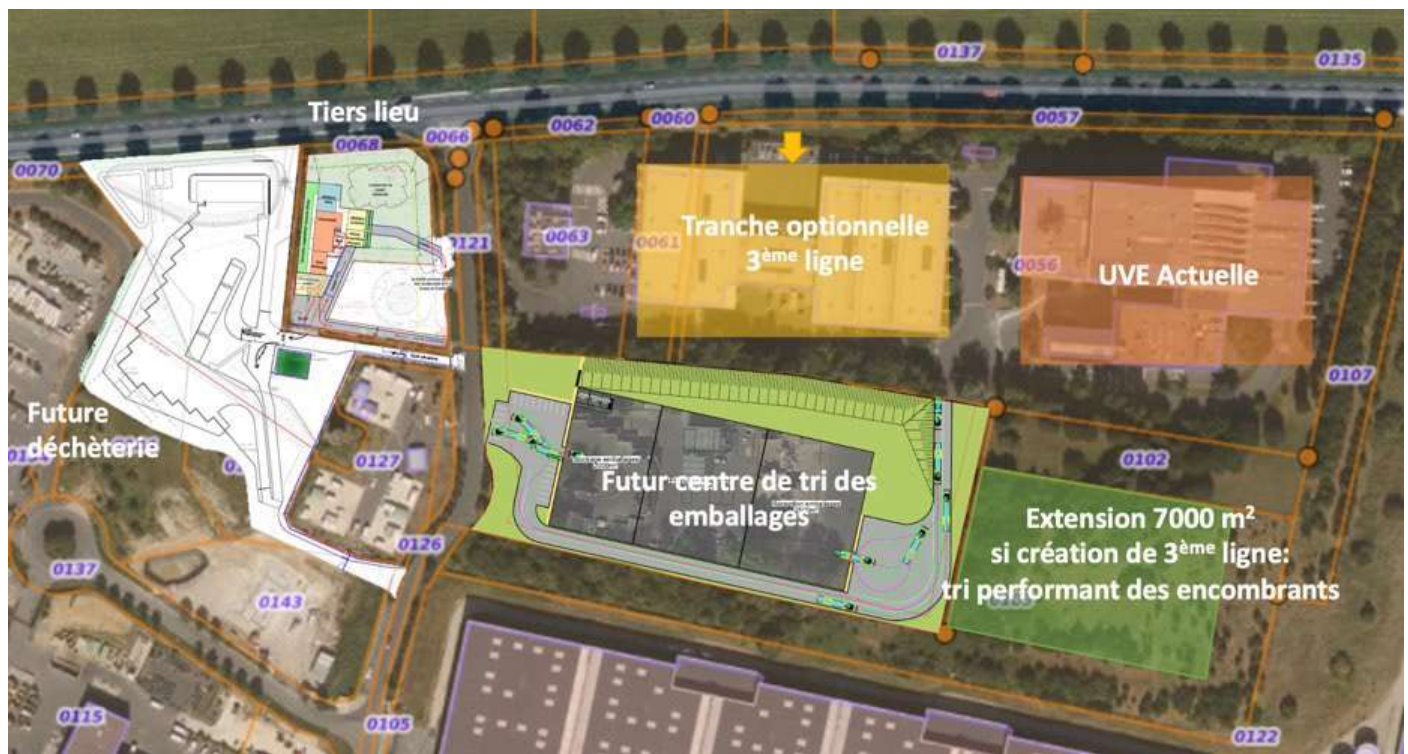 0137
0135
Tiers lieu
0062
0060
0057
0066
0068
0070
0121
0063
0061
Tranche optionnelle
3ème ligne
0056
UVE Actuelle
0107
Future
déchèterie
0127
Futur centre de tri des
emballages
0102
Extension 7000 m²
si création de 3ème ligne:
tri performant des encombrants
0126
0137
0143
0115
0105
0122